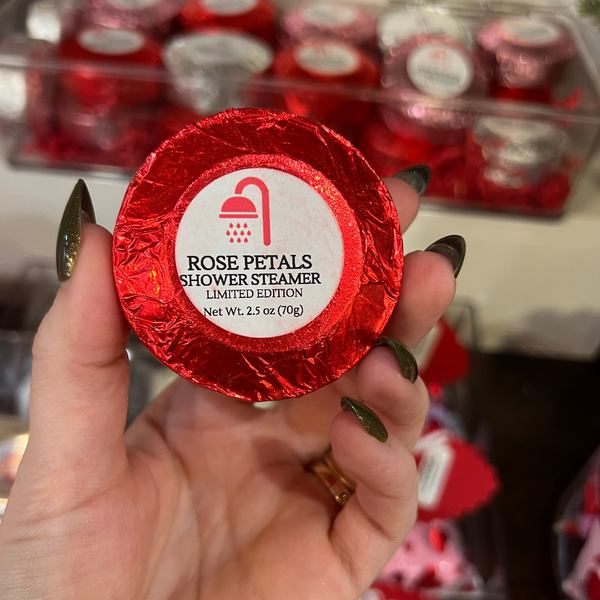 ROSE PETALS
SHOWER STEAMER
LIMITED EDITION
Net Wt. 2.5 oz (70g)